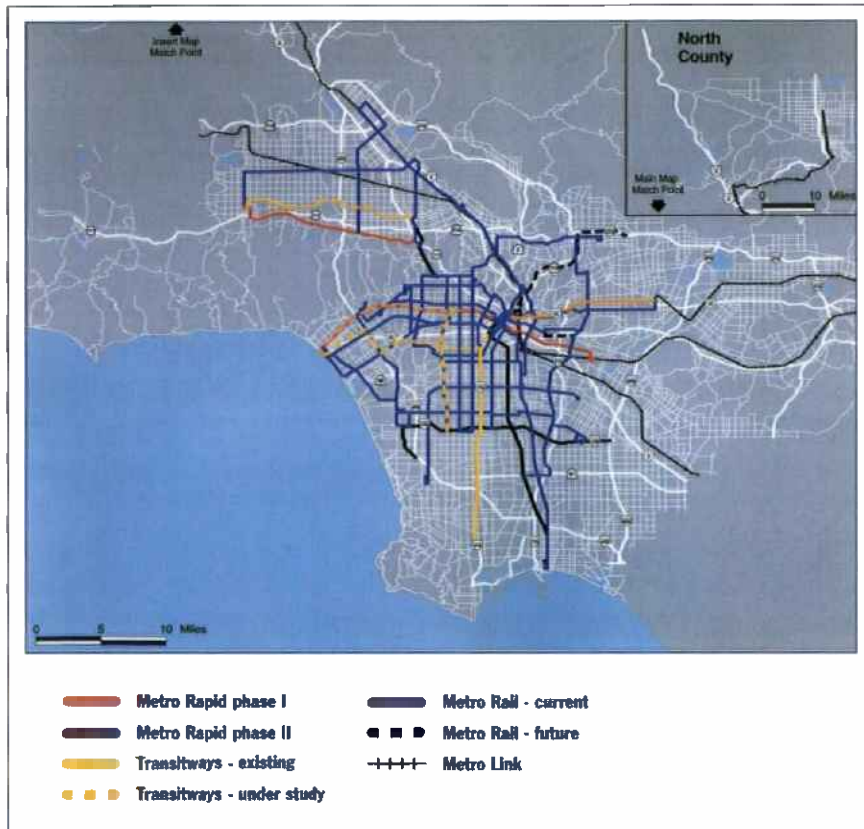 Insert Map
Match Point
North
County
Main Map
Match Point
0 10
Miles
0 5 10 Miles
Metro Rapid phase I
Metro Rapid phase II
Transitways - existing
Transitways - under study
Metro Rail - current
Metro Rail - future
Metro Link